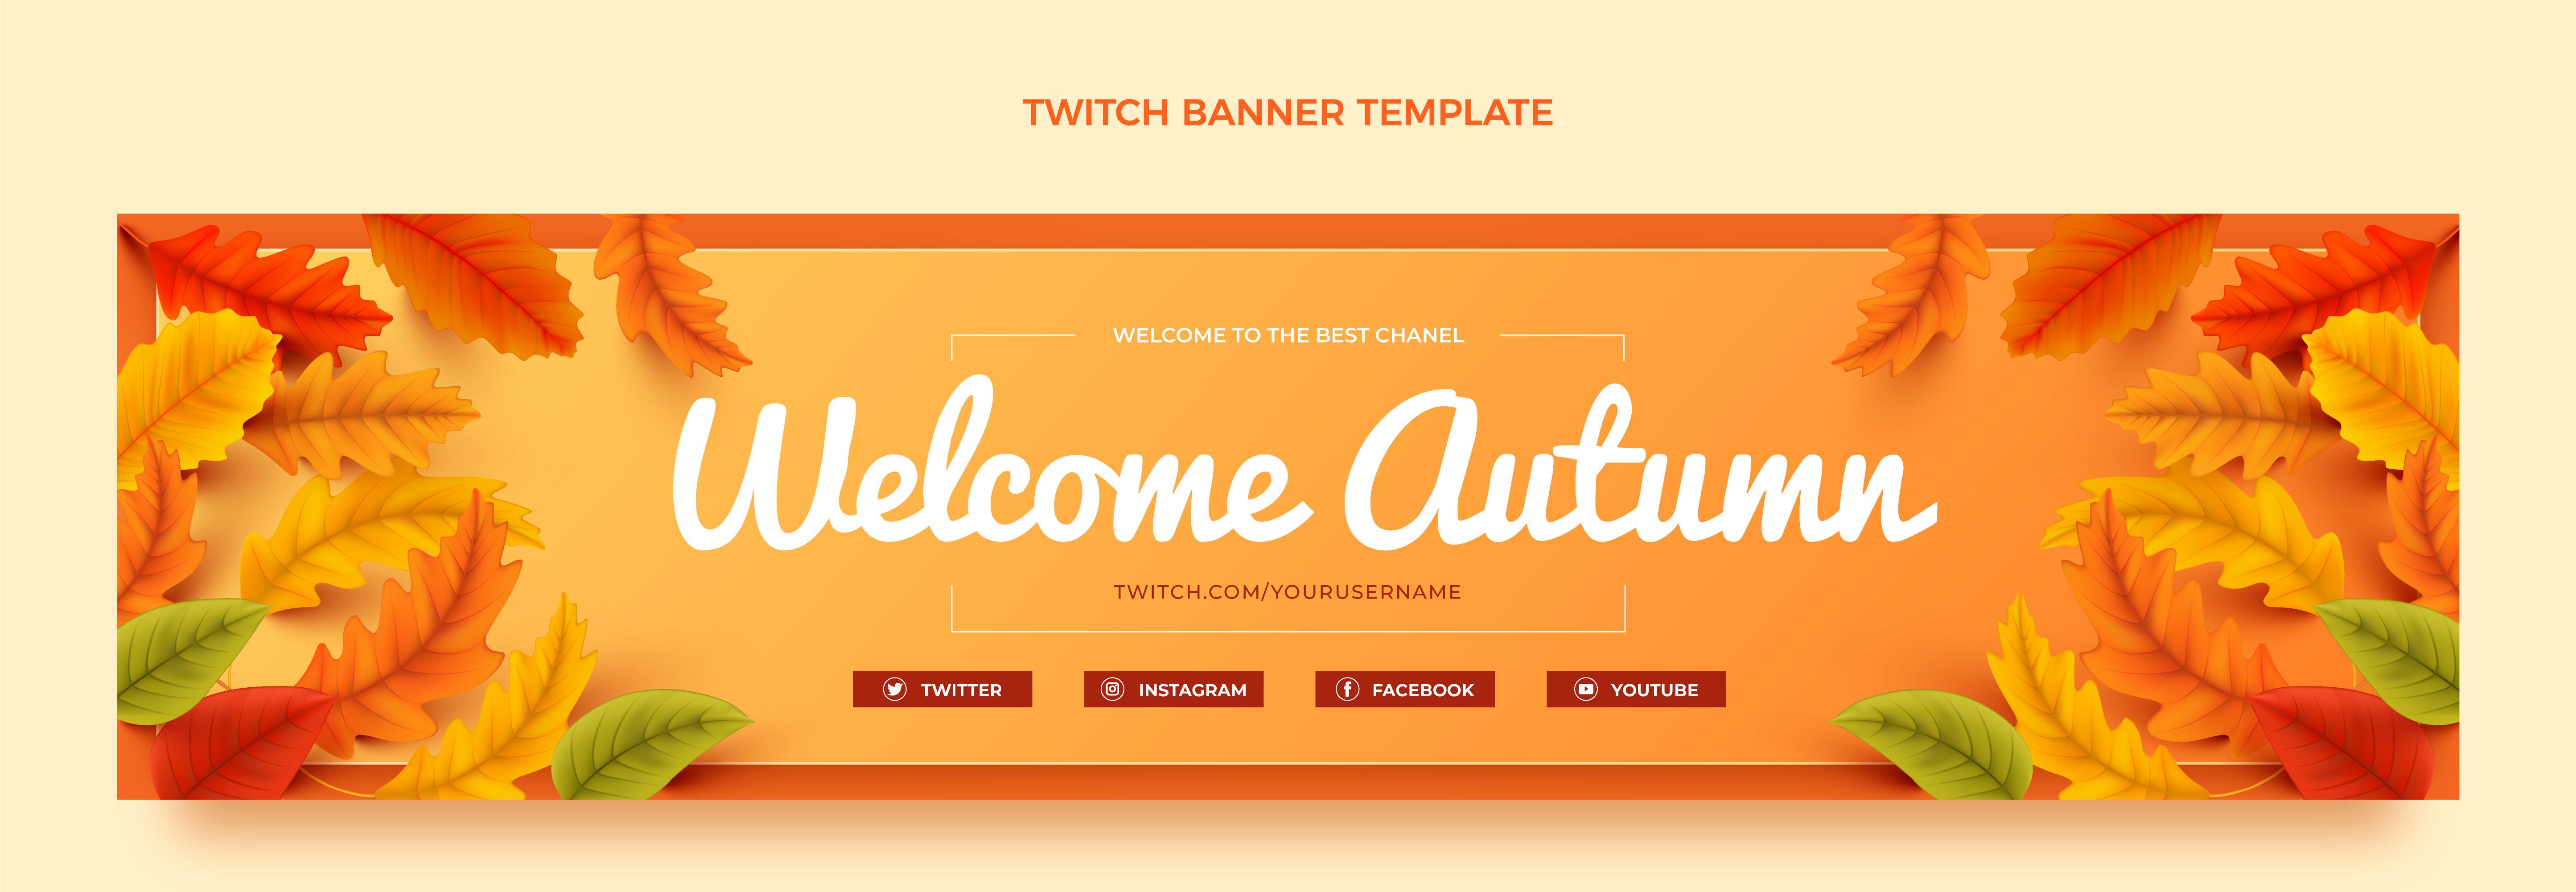 TWITCH BANNER TEMPLATE
WELCOME TO THE BEST CHANEL
Welcome Autumn
TWITCH.COM/YOURUSERNAME
TWITTER
INSTAGRAM
FACEBOOK
YOUTUBE